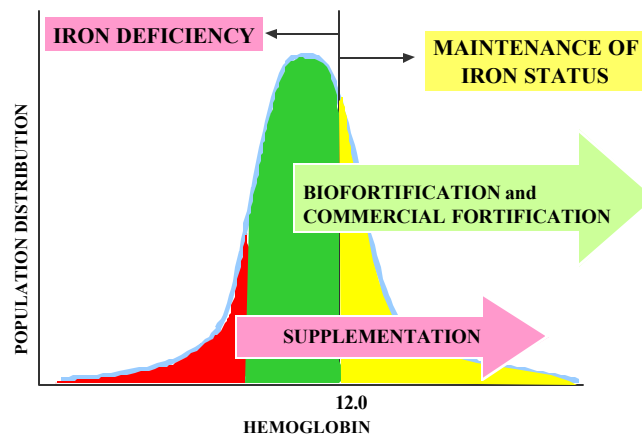 IRON DEFICIENCY
MAINTENANCE OF
IRON STATUS
POPULATION DISTRIBUTION
BIOFORTIFICATION and
COMMERCIAL FORTIFICATION
SUPPLEMENTATION
12.0
HEMOGLOBIN